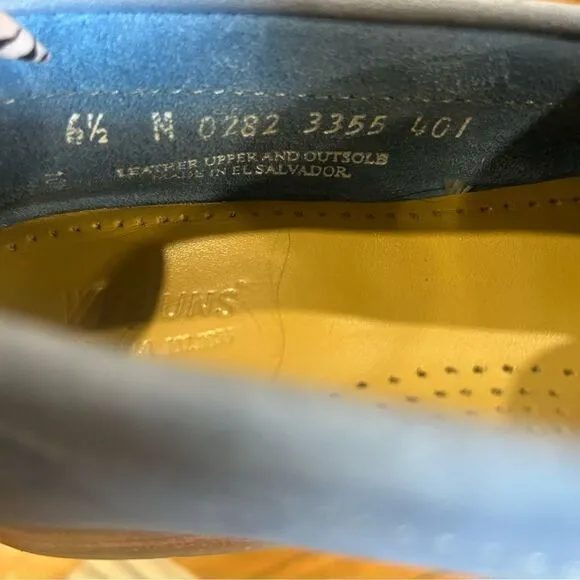 6½ M 0282 3355 401
LEATHER UPPER AND OUTSOLE
MADE IN EL SALVADOR.